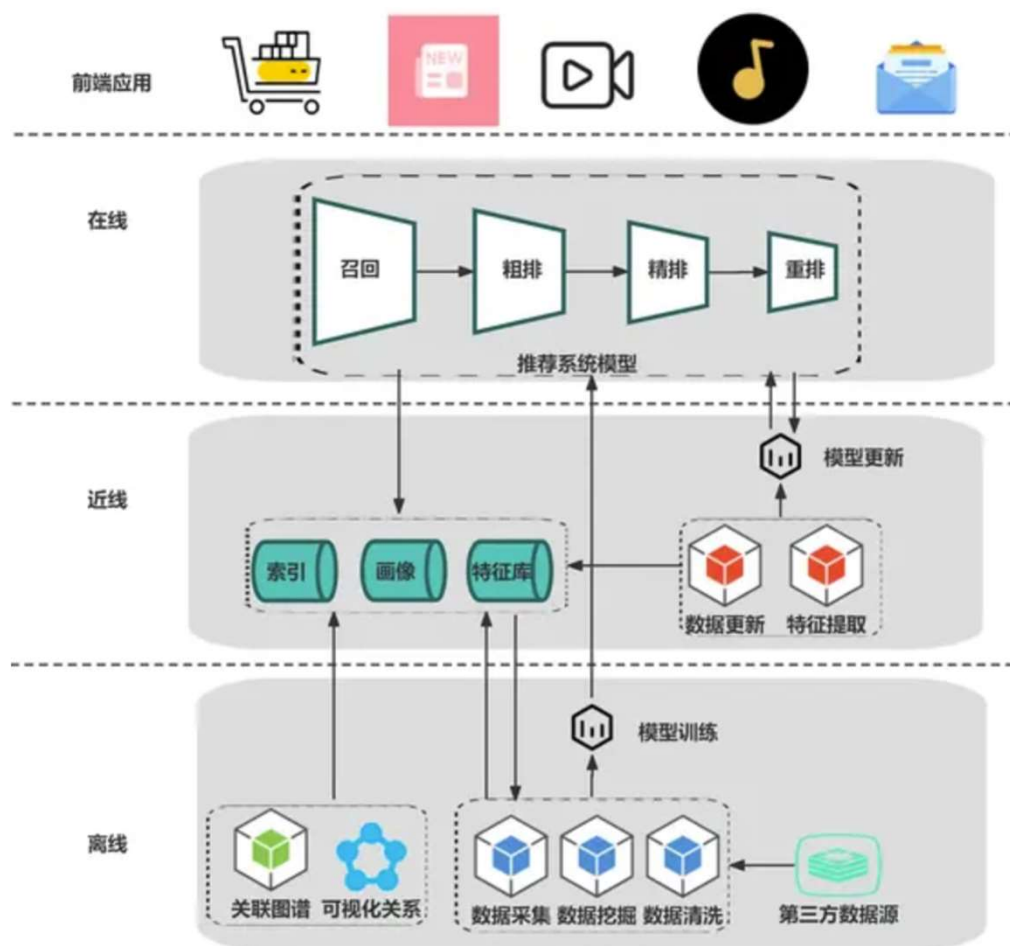 前端应用
NEW
在线
召回
粗排
精排
重排
推荐系统模型
近线
模型更新
索引
画像
特征库
数据更新
特征提取
离线
模型训练
关联图谱
可视化关系
数据采集
数据挖掘
数据清洗
第三方数据源